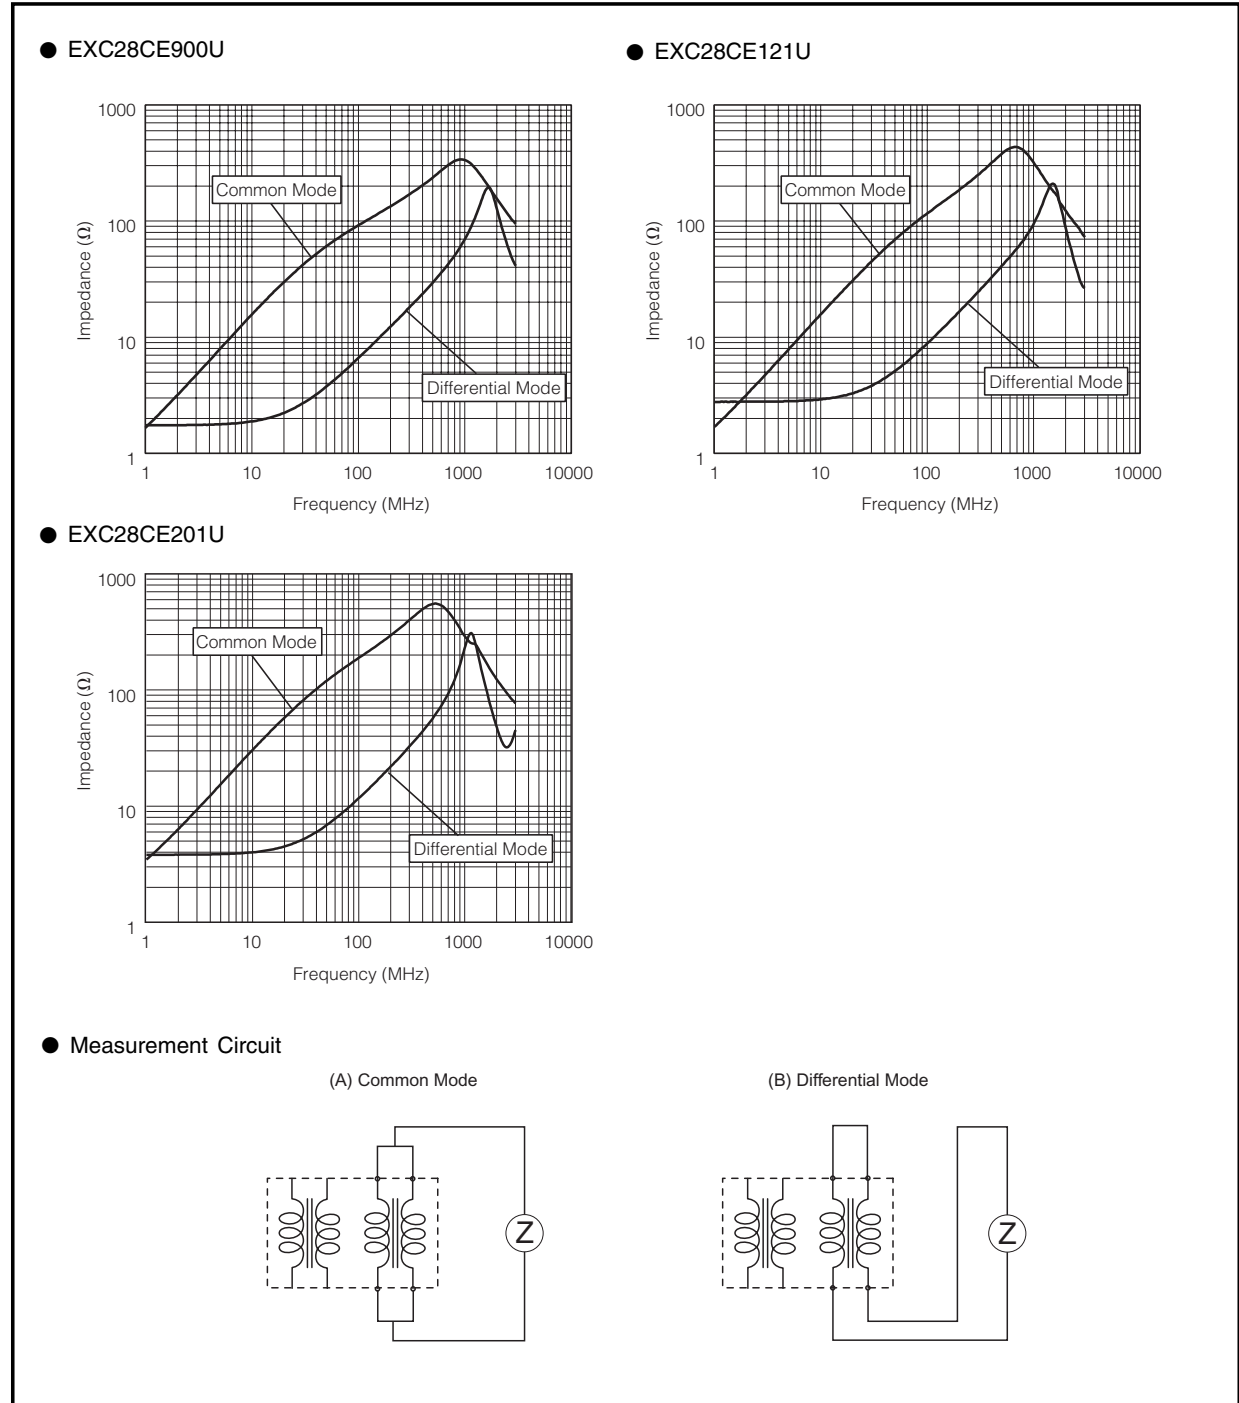 ● EXC28CE900U
1000
100
10
1
Impedance (Ω)
Common Mode
Differential Mode
1 10 100 1000 10000
Frequency (MHz)
● EXC28CE121U
1000
100
10
1
Impedance (Ω)
Common Mode
Differential Mode
1 10 100 1000 10000
Frequency (MHz)
● EXC28CE201U
1000
100
10
1
Impedance (Ω)
Common Mode
Differential Mode
1 10 100 1000 10000
Frequency (MHz)
● Measurement Circuit
(A) Common Mode
Z
(B) Differential Mode
Z